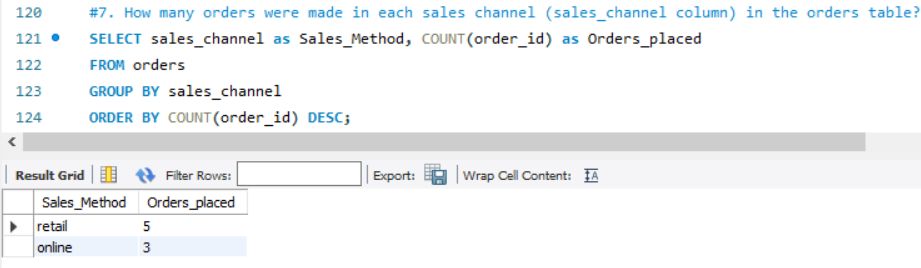 120 #7. How many orders were made in each sales channel (sales_channel column) in the orders table?
121 SELECT sales_channel as Sales_Method, COUNT(order_id) as Orders_placed
122 FROM orders
123 GROUP BY sales_channel
124 ORDER BY COUNT(order_id) DESC;
Result Grid Filter Rows: Export: Wrap Cell Content: IA
Sales_Method Orders_placed
retail 5
online 3